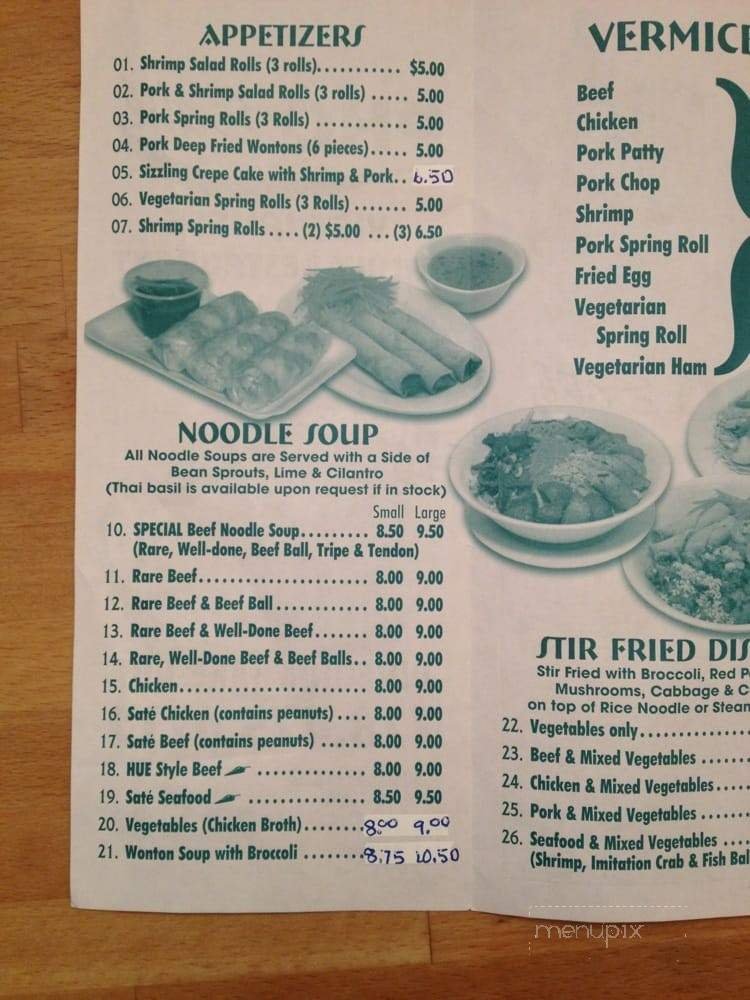 APPETIZERS
01. Shrimp Salad Rolls (3 rolls)........... $5.00
02. Pork & Shrimp Salad Rolls (3 rolls) ..... 5.00
03. Pork Spring Rolls (3 Rolls) ............ 5.00
04. Pork Deep Fried Wontons (6 pieces)..... 5.00
05. Sizzling Crepe Cake with Shrimp & Pork.. 6.50
06. Vegetarian Spring Rolls (3 Rolls) ....... 5.00
07. Shrimp Spring Rolls .... (2) $5.00 ...(3) 6.50
NOODLE SOUP
All Noodle Soups are Served with a Side of
Bean Sprouts, Lime & Cilantro
(Thai basil is available upon request if in stock)
Small Large
10. SPECIAL Beef Noodle Soup......... 8.50 9.50
(Rare, Well-done, Beef Ball, Tripe & Tendon)
11. Rare Beef....................... 8.00 9.00
12. Rare Beef & Beef Ball............ 8.00 9.00
13. Rare Beef & Well-Done Beef....... 8.00 9.00
14. Rare, Well-Done Beef & Beef Balls.. 8.00 9.00
15. Chicken......................... 8.00 9.00
16. Saté Chicken (contains peanuts) .... 8.00 9.00
17. Saté Beef (contains peanuts) ...... 8.00 9.00
18. HUE Style Beef .............. 8.00 9.00
19. Saté Seafood ............... 8.50 9.50
20. Vegetables (Chicken Broth)........ 8.00 9.00
21. Wonton Soup with Broccoli ........ 8.75 10.50
VERMICE
Beef
Chicken
Pork Patty
Pork Chop
Shrimp
Pork Spring Roll
Fried Egg
Vegetarian
Spring Roll
Vegetarian Ham
STIR FRIED DIS
Stir Fried with Broccoli, Red P
Mushrooms, Cabbage & C
on top of Rice Noodle or Steam
22. Vegetables only...............
23. Beef & Mixed Vegetables .......
24. Chicken & Mixed Vegetables.....
25. Pork & Mixed Vegetables .......
26. Seafood & Mixed Vegetables ....
(Shrimp, Imitation Crab & Fish Bal
menupix